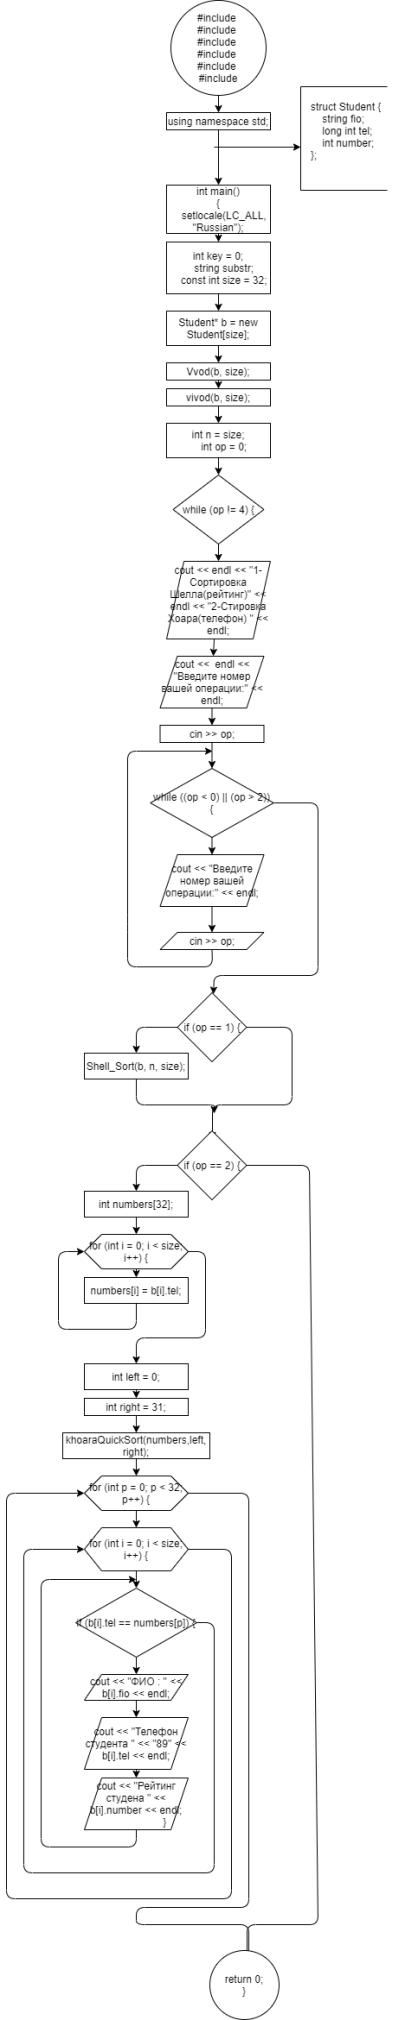 #include
#include
#include
#include
#include
#include
using namespace std;
struct Student {
string fio;
long int tel;
int number;
};
int main()
{
setlocale(LC_ALL,
"Russian");
int key = 0;
string substr;
const int size = 32;
Student* b = new
Student[size];
Vvod(b, size);
vivod(b, size);
int n = size;
int op = 0;
while (op != 4) {
cout << endl << "1-
Сортировка
Шелла(рейтинг)" <<
endl << "2-Стировка
Хоара(телефон) " <<
endl;
cout << endl <<
"Введите номер
вашей операции:" <<
endl;
cin >> op;
while ((op < 0) || (op > 2))
{
cout << "Введите
номер вашей
операции:" << endl;
cin >> op;
if (op == 1) {
Shell_Sort(b, n, size);
if (op == 2) {
int numbers[32];
for (int i = 0; i < size;
i++) {
numbers[i] = b[i].tel;
int left = 0;
int right = 31;
khoaraQuickSort(numbers,left,
right);
for (int p = 0; p < 32;
p++) {
for (int i = 0; i < size;
i++) {
if (b[i].tel == numbers[p]) {
cout << "ФИО : " <<
b[i].fio << endl;
cout << "Телефон
студента " << "89" <<
b[i].tel << endl;
cout << "Рейтинг
студена " <<
b[i].number << endl;
}
return 0;
}